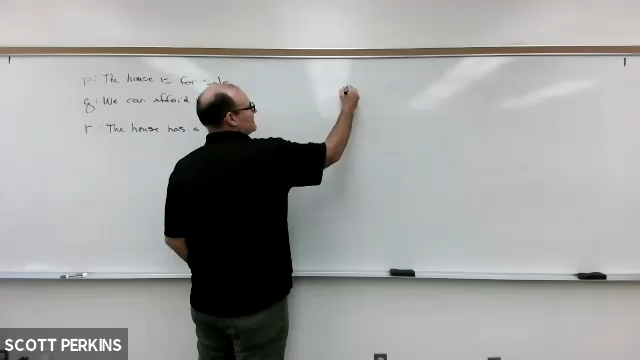 p: The house is for sale
q: We can afford
r: The house has a
SCOTT PERKINS